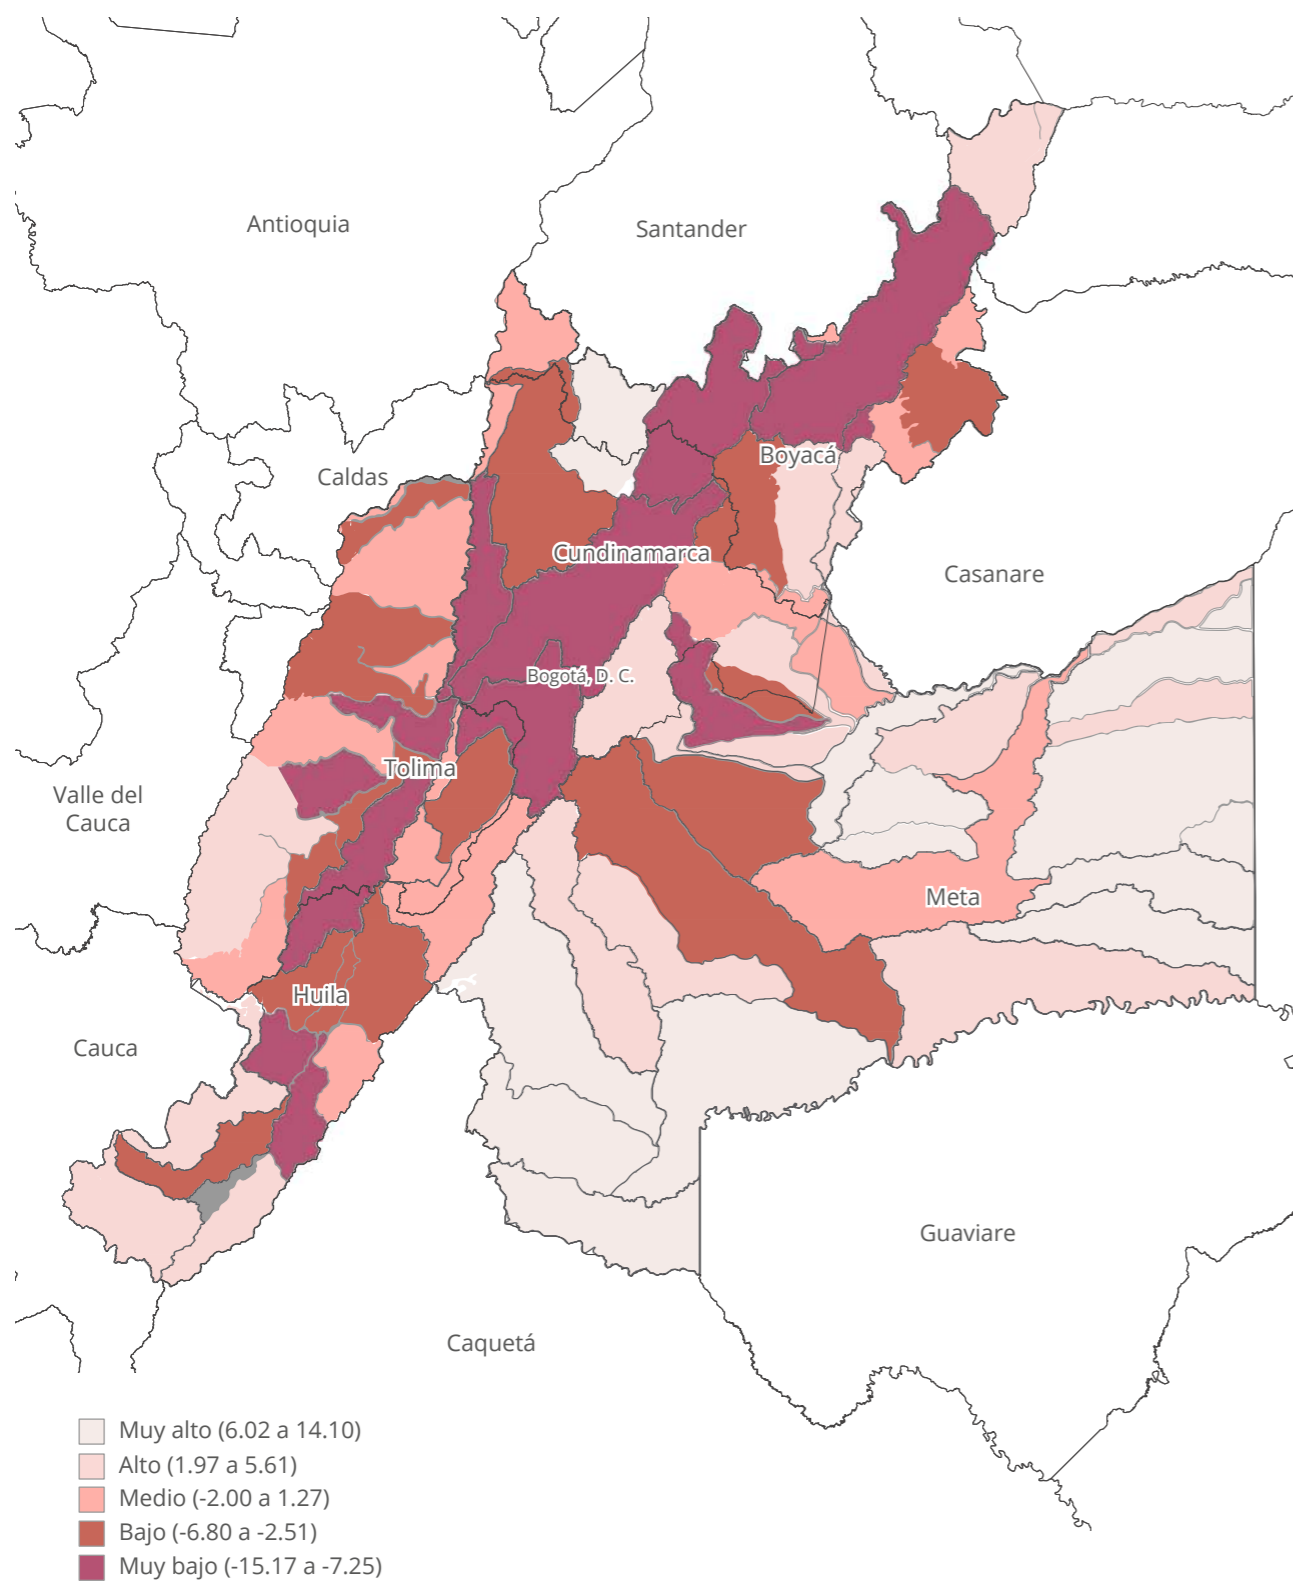 Antioquia
Santander
Caldas
Boyacá
Cundinamarca
Casanare
Bogotá, D. C.
Tolima
Valle del
Cauca
Meta
Huila
Cauca
Guaviare
Caquetá
Muy alto (6.02 a 14.10)
Alto (1.97 a 5.61)
Medio (-2.00 a 1.27)
Bajo (-6.80 a -2.51)
Muy bajo (-15.17 a -7.25)